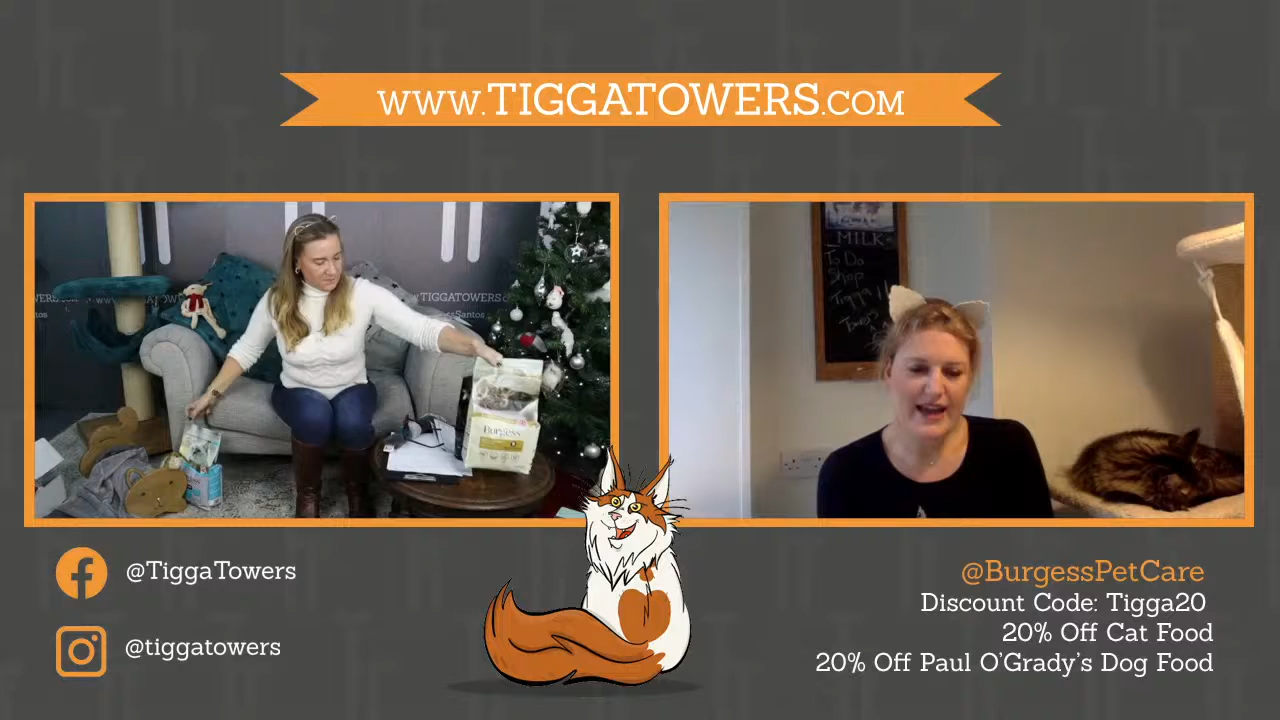 WWW.TIGGATOWERS.COM
MILK
To Do
Shop
TIGGATOWERS
Burgess
@TiggaTowers
@tiggatowers
@BurgessPetCare
Discount Code: Tigga20
20% Off Cat Food
20% Off Paul O'Grady's Dog Food